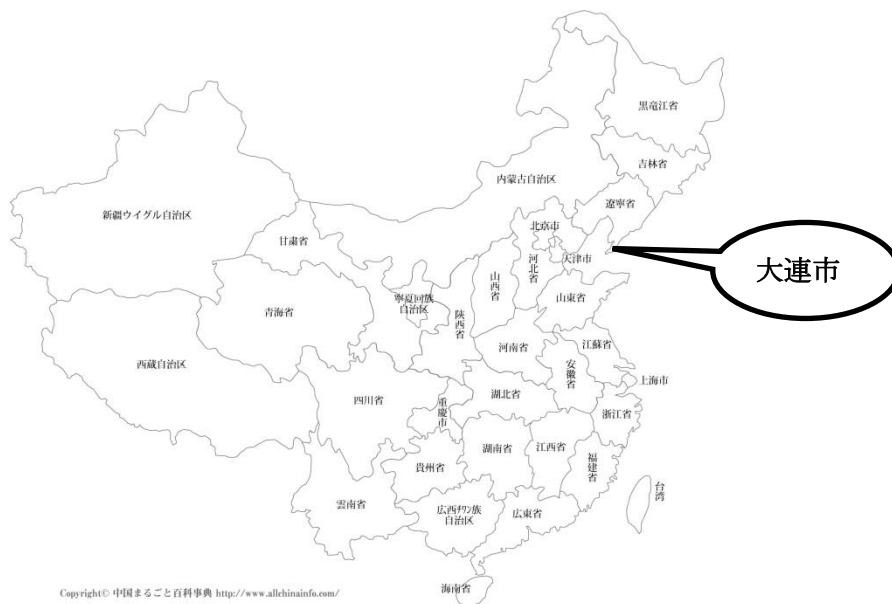 黒竜江省
吉林省
内蒙古自治区
遼寧省
新疆ウイグル自治区
北京市
甘粛省
天津市
大連市
河北省
山西省
寧夏回族
自治区
山東省
青海省
陝西省
河南省
江蘇省
西蔵自治区
安徽省
上海市
四川省
湖北省
重慶市
浙江省
湖南省
江西省
貴州省
福建省
台湾
雲南省
広西ﾁﾜﾝ族
自治区
広東省
海南省
Copyright© 中国まるごと百科事典 http://www.allchinainfo.com/